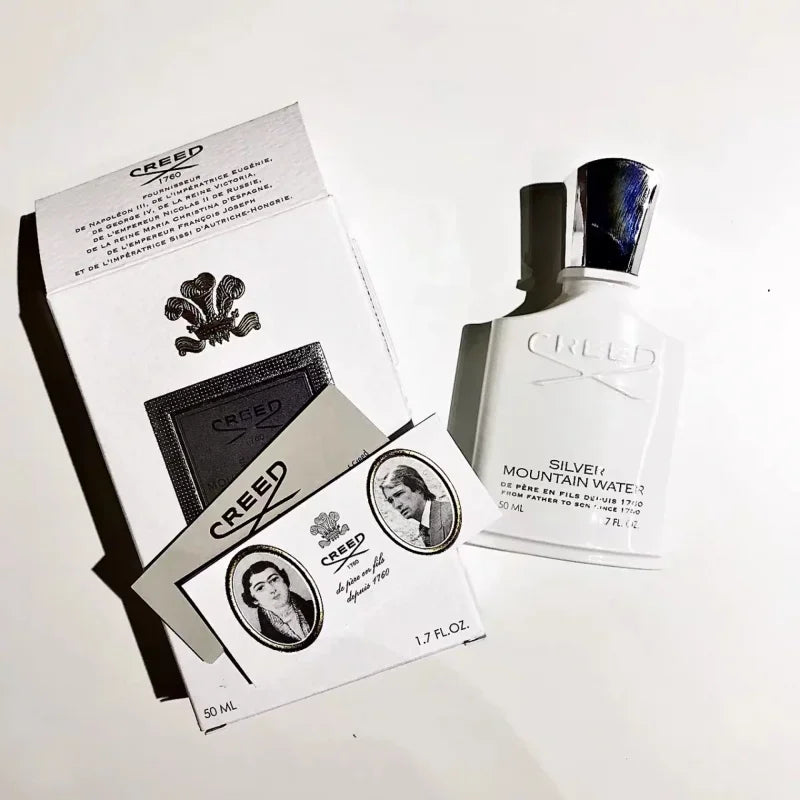 CREED
1760
FOURNISSEUR
DE NAPOLÉON III, DE L'IMPÉRATRICE EUGÉNIE,
DE GEORGE IV, DE LA REINE VICTORIA,
DE L'EMPEREUR NICOLAS II DE RUSSIE,
DE LA REINE MARIA CHRISTINA D'ESPAGNE,
DE L'EMPEREUR FRANÇOIS JOSEPH
ET DE L'IMPÉRATRICE SISSI D'AUTRICHE-HONGRIE.
CREED
1760
CREED
CREED
1760
de père en fils
depuis 1760
1.7 FL.OZ.
50 ML
CREED
SILVER
MOUNTAIN WATER
DE PÈRE EN FILS DEPUIS 1760
FROM FATHER TO SON SINCE 1760
50 ML
7 FL. OZ.